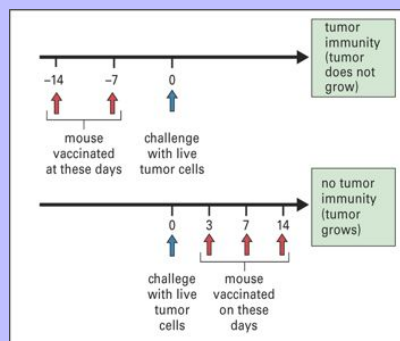 tumor
immunity
(tumor
does not
grow)
−14 −7 0
mouse
vaccinated
at these days
challenge
with live
tumor cells
no tumor
immunity
(tumor
grows)
0 3 7 14
challege
with live
tumor
cells
mouse
vaccinated
on these
days